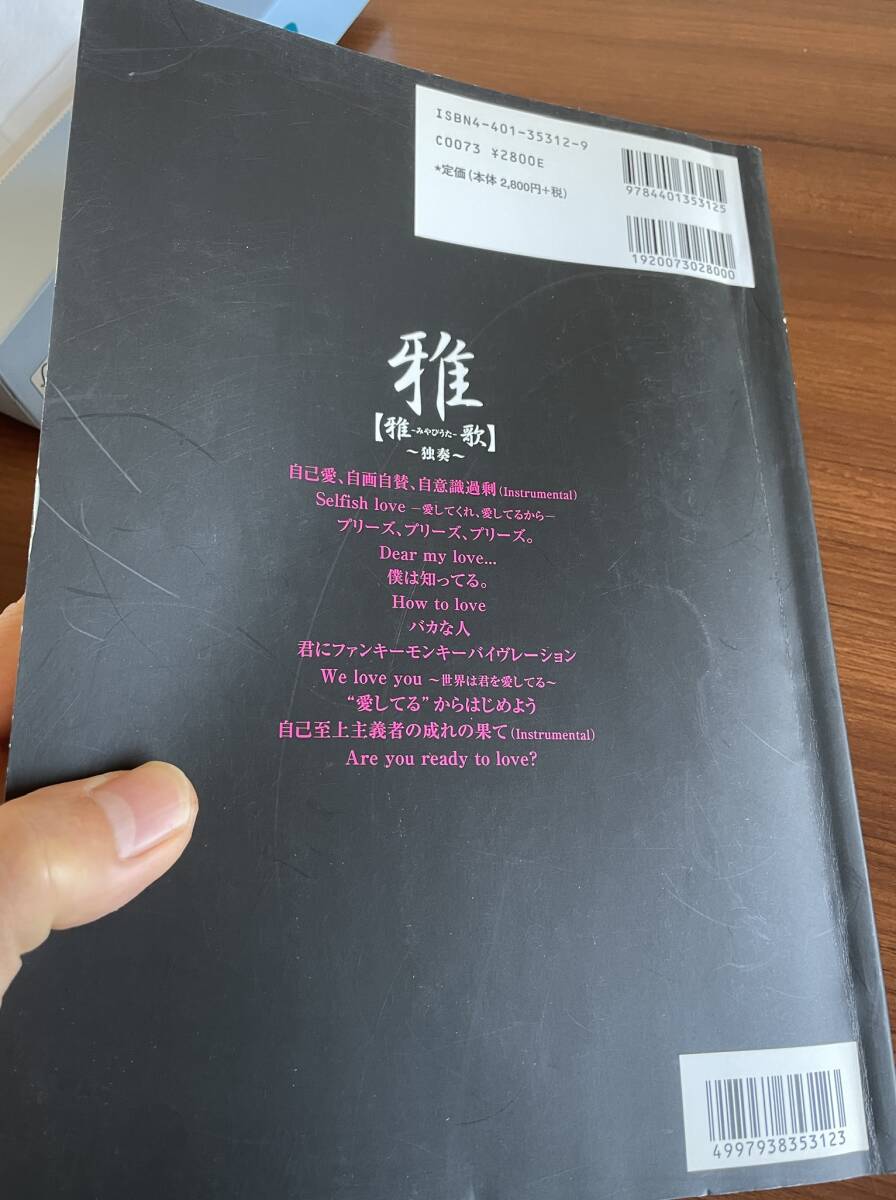 ISBN4-401-35312-9
C0073 ¥2800E
*定価(本体 2,800円+税)
9784401353125
1920073028000
雅
【雅-みやびうた-歌】
～独奏～
自己愛、自画自賛、自意識過剰(Instrumental)
Selfish love －愛してくれ、愛してるから－
プリーズ、プリーズ、プリーズ。
Dear my love...
僕は知ってる。
How to love
バカな人
君にファンキーモンキーバイヴレーション
We love you ～世界は君を愛してる～
“愛してる”からはじめよう
自己至上主義者の成れの果て(Instrumental)
Are you ready to love?
4997938353123